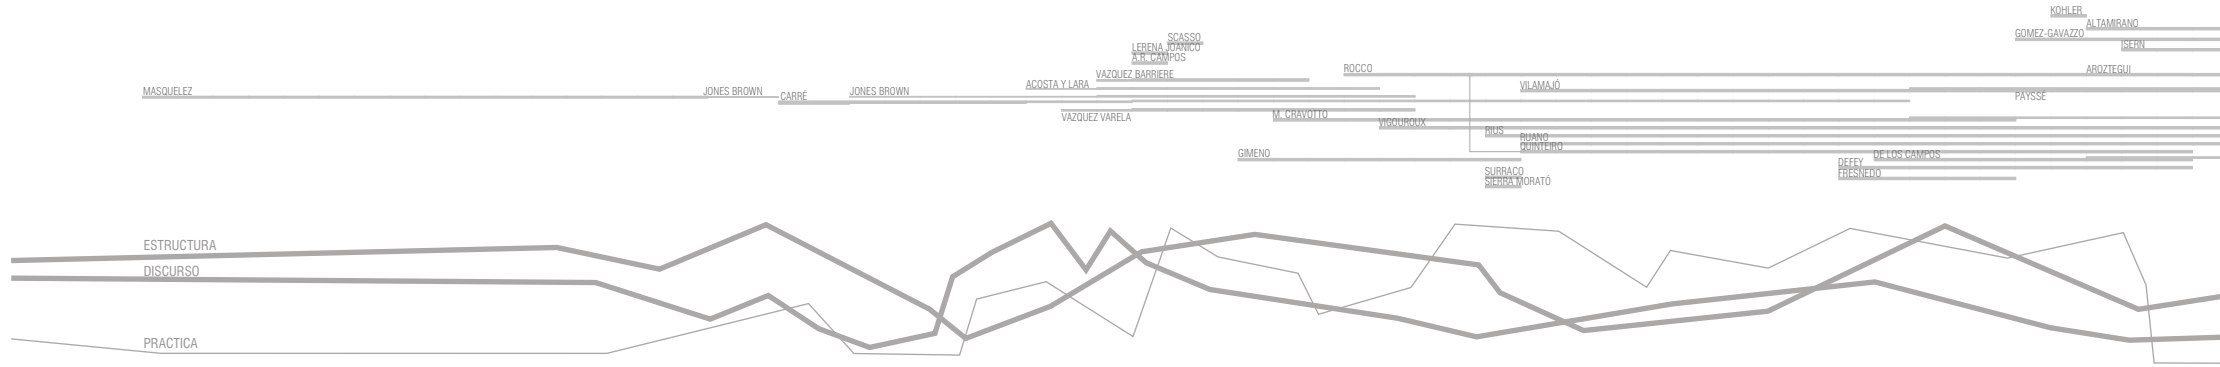 KOHLER
ALTAMIRANO
GOMEZ-GAVAZZO
ISERN
SCASSO
LERENA JOANICO
A.R. CAMPOS
ROCCO
AROZTEGUI
VAZQUEZ BARRIERE
ACOSTA Y LARA
VILAMAJÓ
MASQUELEZ
JONES BROWN
CARRÉ
JONES BROWN
PAYSSÉ
VAZQUEZ VARELA
M. CRAVOTTO
VIGOUROUX
RIUS
RUANO
QUINTEIRO
GIMENO
DE LOS CAMPOS
DEFEY
FRESNEDO
SURRACO
SIERRA MORATÓ
ESTRUCTURA
DISCURSO
PRACTICA